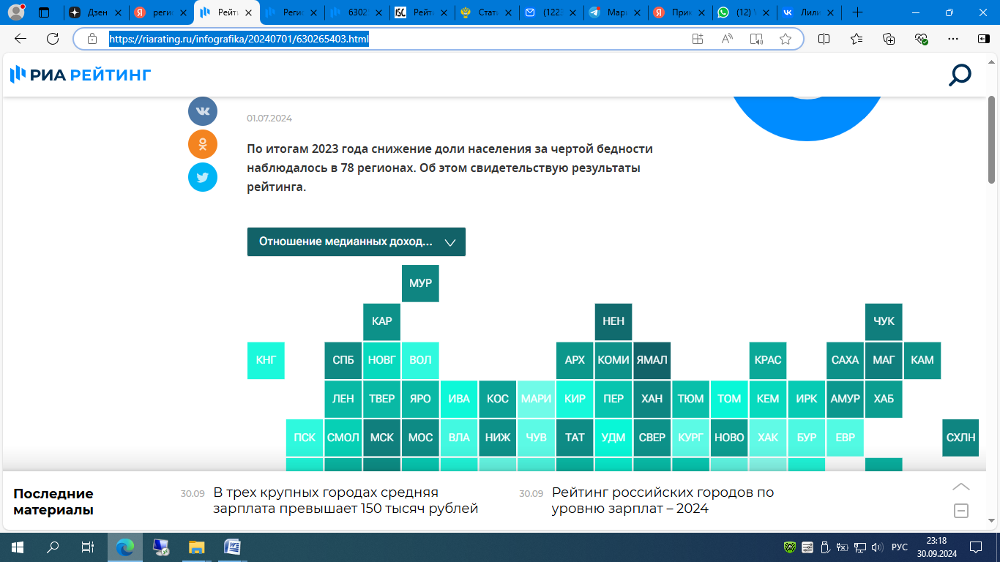 Дзен
регис
Рейти
Регис
6302
ISC
Рейти
Стати
(122
Мари
Прик
(12) W
Лили
https://riarating.ru/infografika/20240701/630265403.html
РИА РЕЙТИНГ
01.07.2024
По итогам 2023 года снижение доли населения за чертой бедности
наблюдалось в 78 регионах. Об этом свидетельствую результаты
рейтинга.
Отношение медианных доход...
МУР
КАР НЕН ЧУК
КНГ СПБ НОВГ ВОЛ АРХ КОМИ ЯМАЛ КРАС САХА МАГ КАМ
ЛЕН ТВЕР ЯРО ИВА КОС МАРИ КИР ПЕР ХАН ТЮМ ТОМ КЕМ ИРК АМУР ХАБ
ПСК СМОЛ МСК МОС ВЛА НИЖ ЧУВ ТАТ УДМ СВЕР КУРГ НОВО ХАК БУР ЕВР СХЛН
Последние
материалы
30.09 В трех крупных городах средняя
зарплата превышает 150 тысяч рублей
30.09 Рейтинг российских городов по
уровню зарплат – 2024
РУС
23:18
30.09.2024